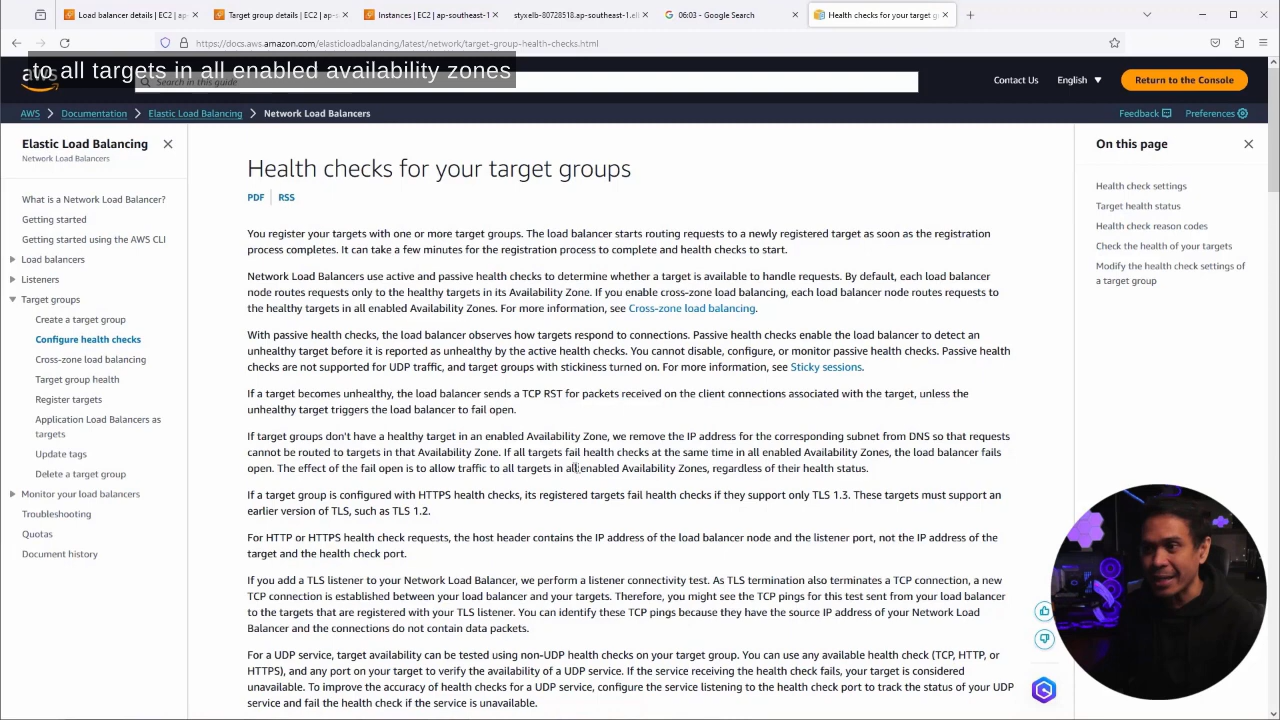 Load balancer details | EC2 | ap-
Target group details | EC2 | ap-s
Instances | EC2 | ap-southeast-1
styxelb-80728518.ap-southeast-1.el
06:03 - Google Search
Health checks for your target g
https://docs.aws.amazon.com/elasticloadbalancing/latest/network/target-group-health-checks.html
to all targets in all enabled availability zones
aws
Search in this guide
Contact Us
English
Return to the Console
AWS
Documentation
Elastic Load Balancing
Network Load Balancers
Feedback
Preferences
Elastic Load Balancing
Network Load Balancers
What is a Network Load Balancer?
Getting started
Getting started using the AWS CLI
Load balancers
Listeners
Target groups
Create a target group
Configure health checks
Cross-zone load balancing
Target group health
Register targets
Application Load Balancers as
targets
Update tags
Delete a target group
Monitor your load balancers
Troubleshooting
Quotas
Document history
Health checks for your target groups
PDF
RSS
You register your targets with one or more target groups. The load balancer starts routing requests to a newly registered target as soon as the registration
process completes. It can take a few minutes for the registration process to complete and health checks to start.
Network Load Balancers use active and passive health checks to determine whether a target is available to handle requests. By default, each load balancer
node routes requests only to the healthy targets in its Availability Zone. If you enable cross-zone load balancing, each load balancer node routes requests to
the healthy targets in all enabled Availability Zones. For more information, see Cross-zone load balancing.
With passive health checks, the load balancer observes how targets respond to connections. Passive health checks enable the load balancer to detect an
unhealthy target before it is reported as unhealthy by the active health checks. You cannot disable, configure, or monitor passive health checks. Passive health
checks are not supported for UDP traffic, and target groups with stickiness turned on. For more information, see Sticky sessions.
If a target becomes unhealthy, the load balancer sends a TCP RST for packets received on the client connections associated with the target, unless the
unhealthy target triggers the load balancer to fail open.
If target groups don't have a healthy target in an enabled Availability Zone, we remove the IP address for the corresponding subnet from DNS so that requests
cannot be routed to targets in that Availability Zone. If all targets fail health checks at the same time in all enabled Availability Zones, the load balancer fails
open. The effect of the fail open is to allow traffic to all targets in all enabled Availability Zones, regardless of their health status.
If a target group is configured with HTTPS health checks, its registered targets fail health checks if they support only TLS 1.3. These targets must support an
earlier version of TLS, such as TLS 1.2.
For HTTP or HTTPS health check requests, the host header contains the IP address of the load balancer node and the listener port, not the IP address of the
target and the health check port.
If you add a TLS listener to your Network Load Balancer, we perform a listener connectivity test. As TLS termination also terminates a TCP connection, a new
TCP connection is established between your load balancer and your targets. Therefore, you might see the TCP pings for this test sent from your load balancer
to the targets that are registered with your TLS listener. You can identify these TCP pings because they have the source IP address of your Network Load
Balancer and the connections do not contain data packets.
For a UDP service, target availability can be tested using non-UDP health checks on your target group. You can use any available health check (TCP, HTTP, or
HTTPS), and any port on your target to verify the availability of a UDP service. If the service receiving the health check fails, your target is considered
unavailable. To improve the accuracy of health checks for a UDP service, configure the service listening to the health check port to track the status of your UDP
service and fail the health check if the service is unavailable.
On this page
Health check settings
Target health status
Health check reason codes
Check the health of your targets
Modify the health check settings of
a target group